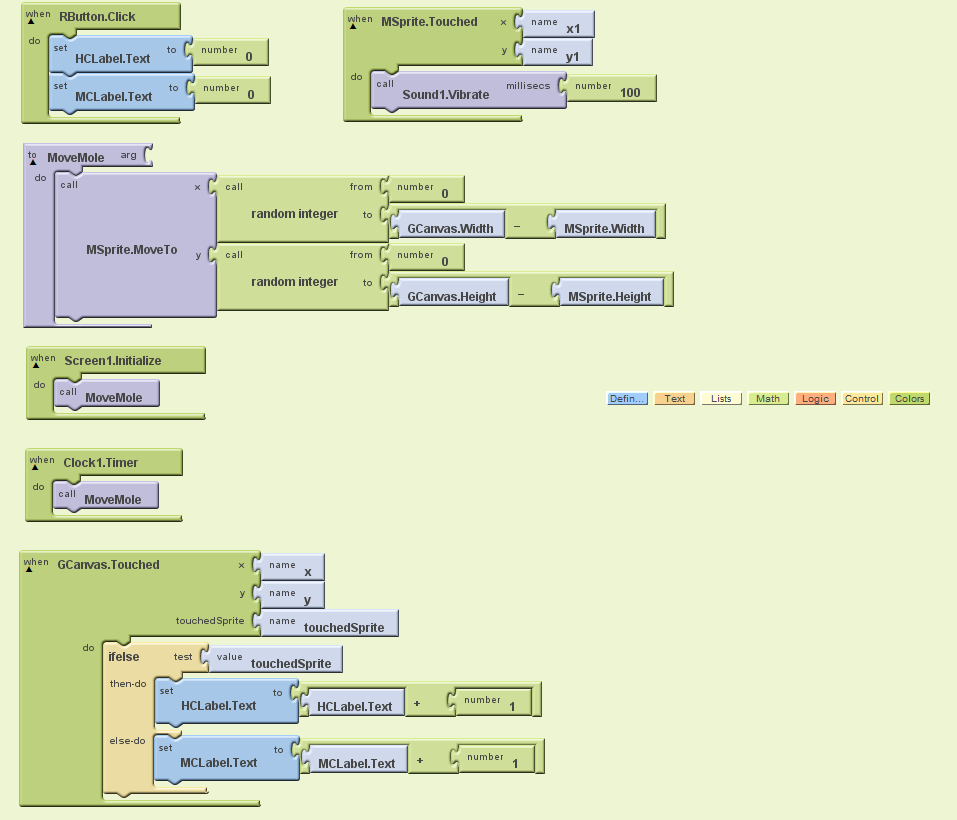 when RButton.Click
do set HCLabel.Text to number 0
set MCLabel.Text to number 0
when MSprite.Touched x name x1
y name y1
do call Sound1.Vibrate millisecs number 100
to MoveMole arg
do call MSprite.MoveTo x call random integer from number 0
to GCanvas.Width - MSprite.Width
y call random integer from number 0
to GCanvas.Height - MSprite.Height
when Screen1.Initialize
do call MoveMole
Defin... Text Lists Math Logic Control Colors
when Clock1.Timer
do call MoveMole
when GCanvas.Touched x name x
y name y
touchedSprite name touchedSprite
do ifelse test value touchedSprite
then-do set HCLabel.Text to HCLabel.Text + number 1
else-do set MCLabel.Text to MCLabel.Text + number 1